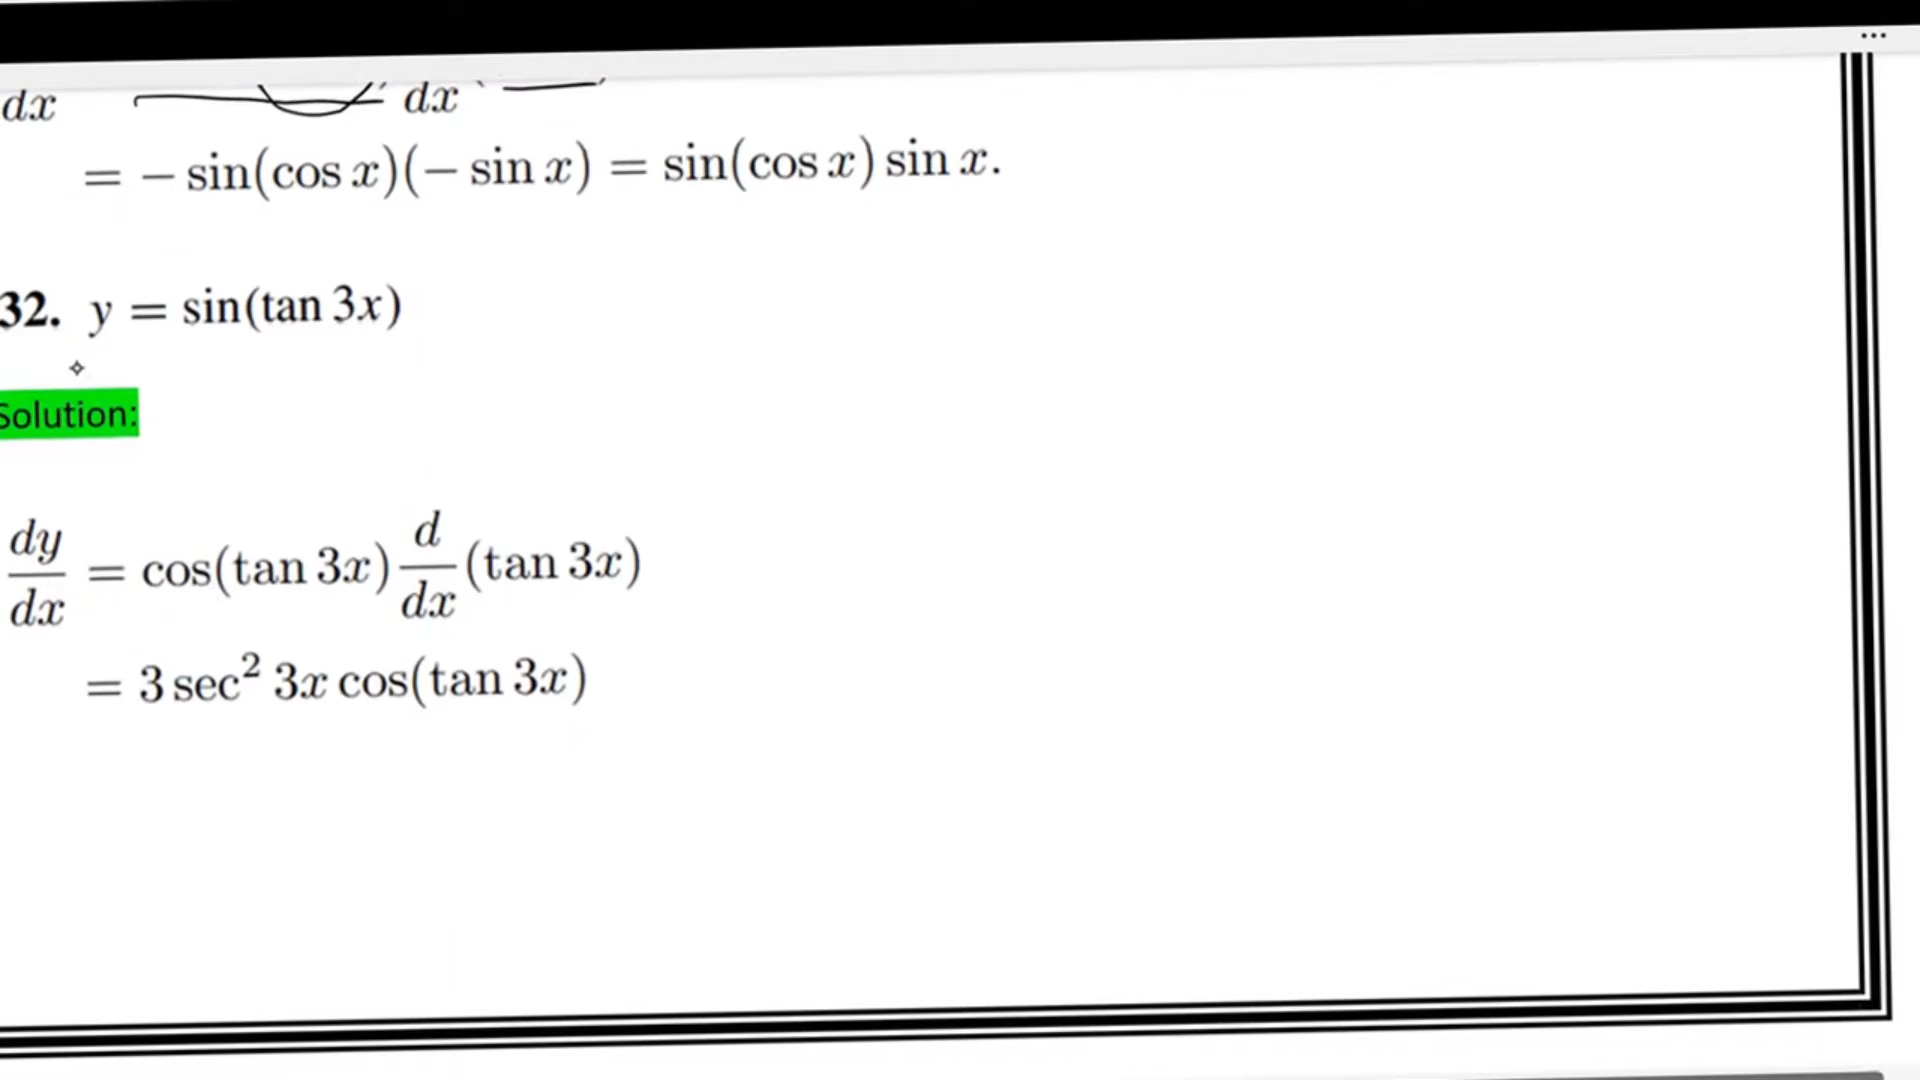 dx dx
= − sin(cos x)(− sin x) = sin(cos x) sin x.
32. y = sin(tan 3x)
Solution:
dy/dx = cos(tan 3x) d/dx (tan 3x)
= 3 sec² 3x cos(tan 3x)